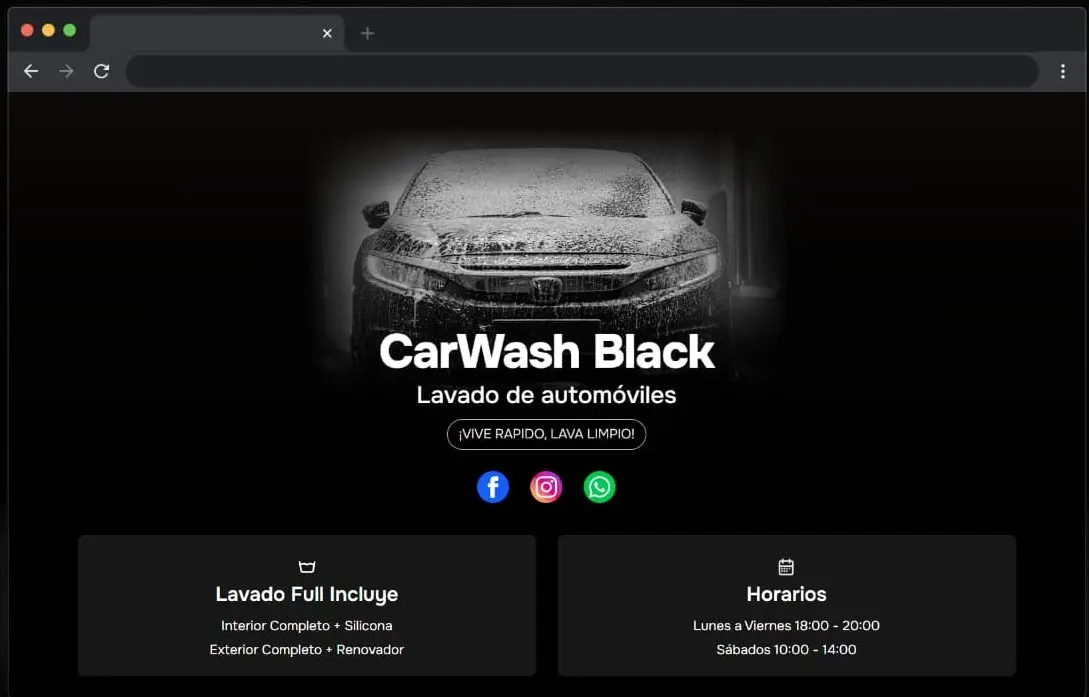 CarWash Black
Lavado de automóviles
¡VIVE RAPIDO, LAVA LIMPIO!
Lavado Full Incluye
Interior Completo + Silicona
Exterior Completo + Renovador
Horarios
Lunes a Viernes 18:00 - 20:00
Sábados 10:00 - 14:00